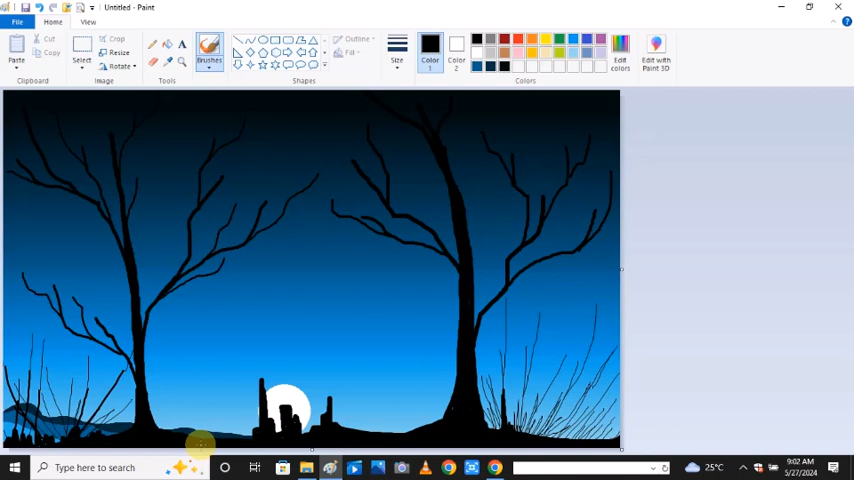 Untitled - Paint
File Home View
Paste
Cut
Copy
Clipboard
Select
Crop
Resize
Rotate
Image
A
Tools
Brushes
Outline
Fill
Shapes
Size
Color
1
Color
2
Edit
colors
Colors
Edit with
Paint 3D
Type here to search
25°C
9:02 AM
5/27/2024